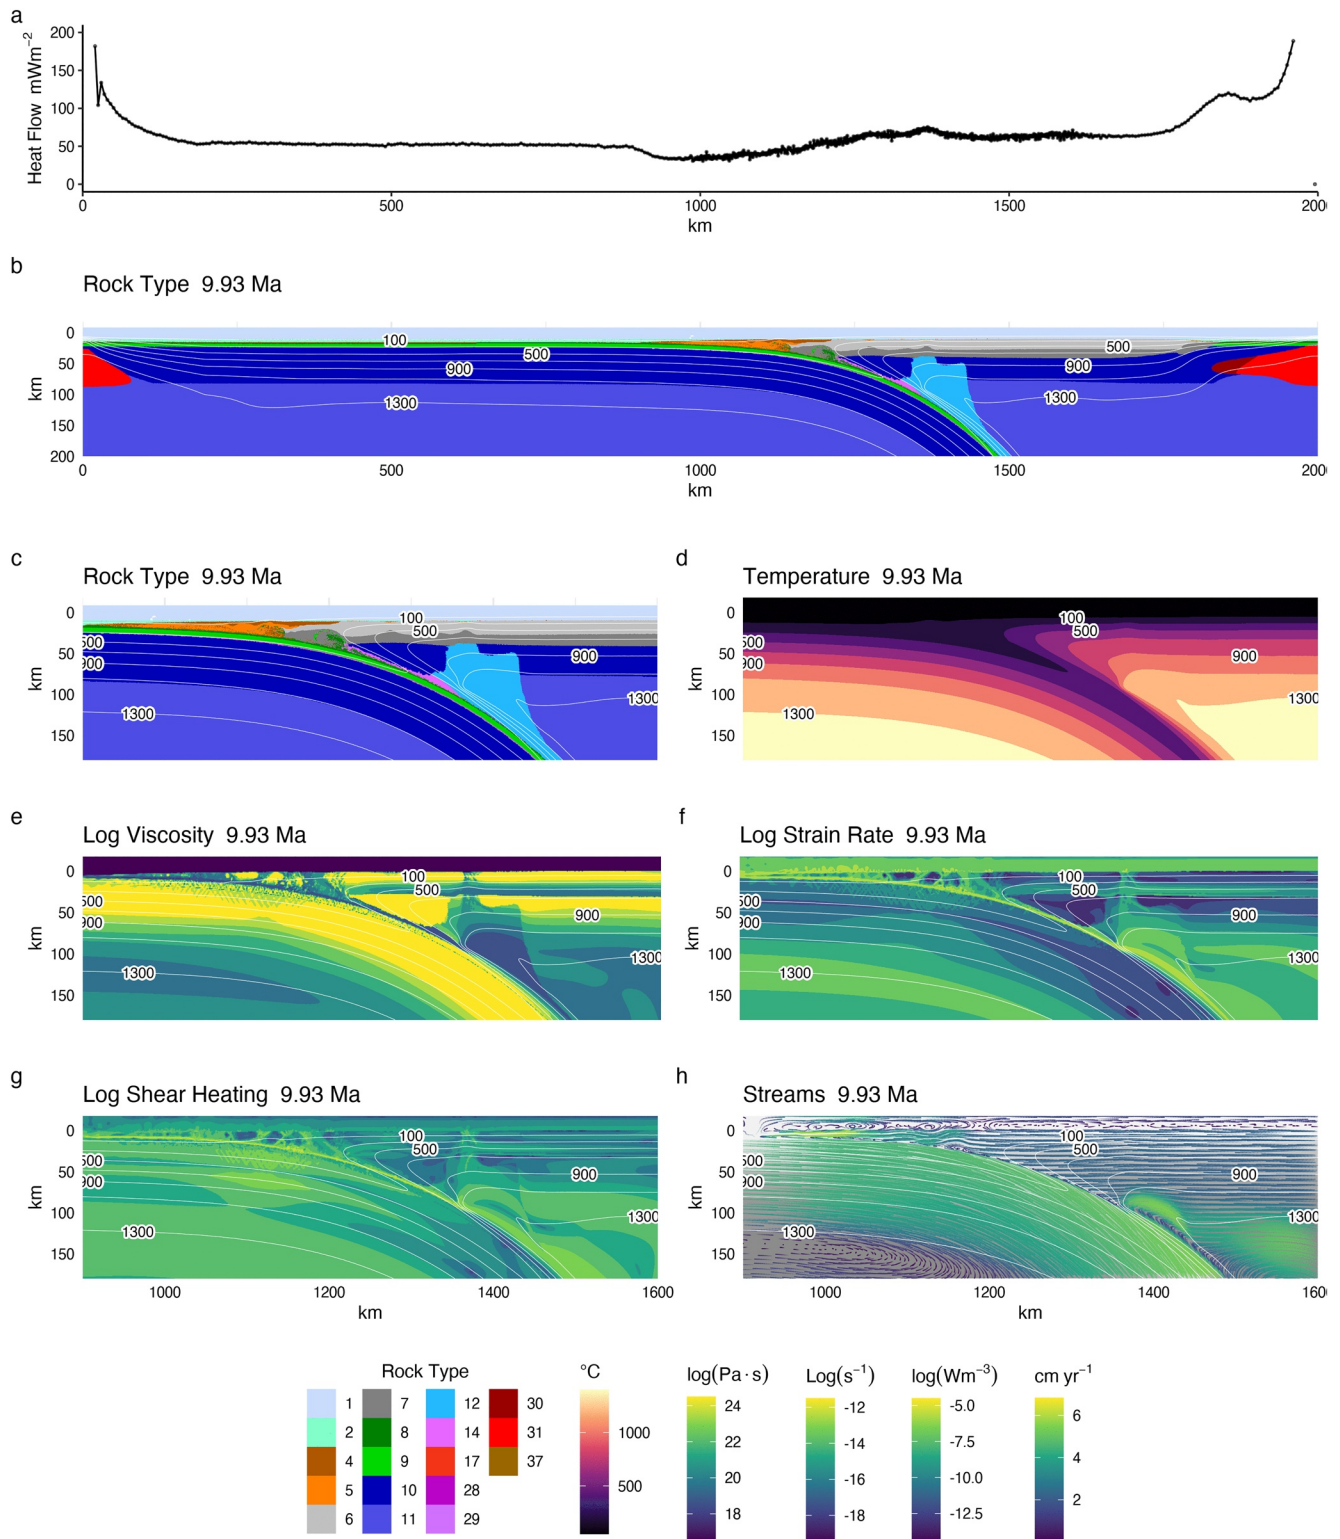 a
Heat Flow mWm⁻²
200
150
100
50
0
0 500 1000 1500 200
km
b
Rock Type 9.93 Ma
km
0
50
100
150
200
100
500
900
1300
500
900
1300
0 500 1000 1500 200
km
c
Rock Type 9.93 Ma
km
0
50
100
150
100
500
500
900
900
1300
1300
d
Temperature 9.93 Ma
km
0
50
100
150
100
500
500
900
900
1300
1300
e
Log Viscosity 9.93 Ma
km
0
50
100
150
100
500
500
900
900
1300
1300
f
Log Strain Rate 9.93 Ma
km
0
50
100
150
100
500
500
900
900
1300
1300
g
Log Shear Heating 9.93 Ma
km
0
50
100
150
100
500
500
900
900
1300
1300
1000 1200 1400 1600
km
h
Streams 9.93 Ma
km
0
50
100
150
100
500
500
900
900
1300
1300
1000 1200 1400 160
km
Rock Type
1 7 12 30
2 8 14 31
4 9 17 37
5 10 28
6 11 29
°C
1000
500
log(Pa·s)
24
22
20
18
Log(s⁻¹)
-12
-14
-16
-18
log(Wm⁻³)
-5.0
-7.5
-10.0
-12.5
cm yr⁻¹
6
4
2